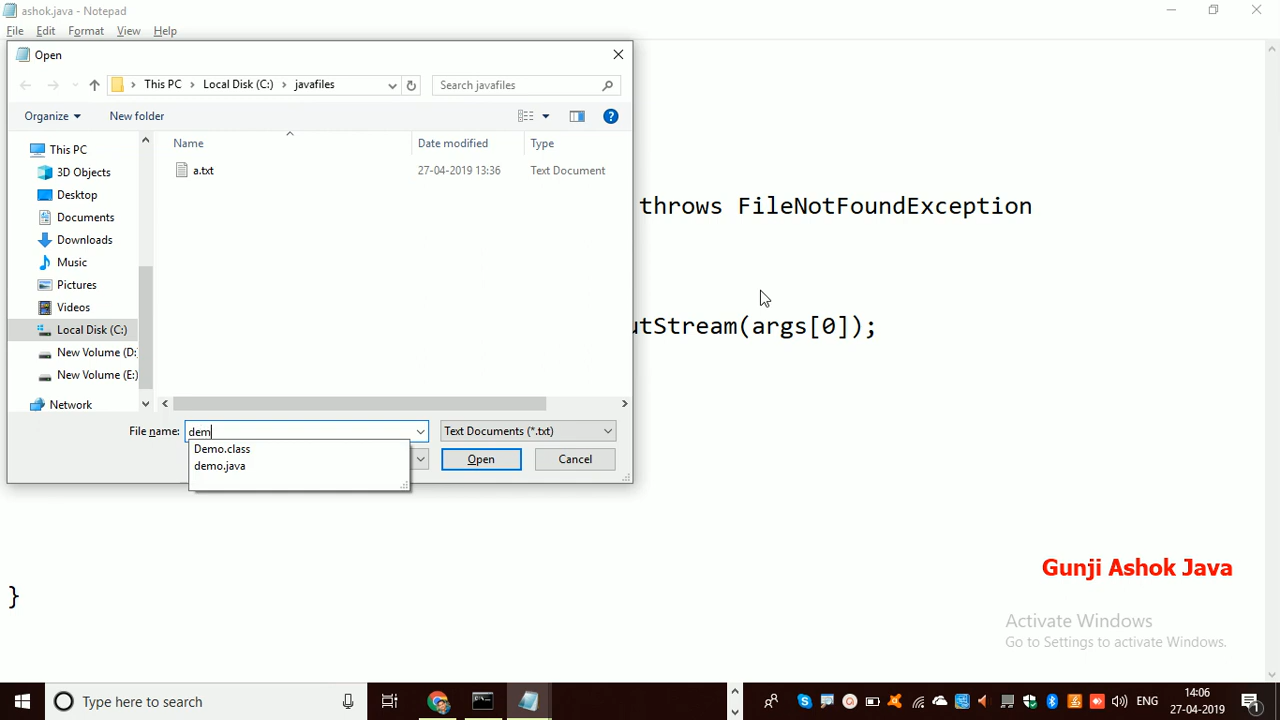 ashok.java - Notepad
File Edit Format View Help
Open
This PC Local Disk (C:) javafiles
Search javafiles
Organize New folder
Name Date modified Type
This PC
3D Objects
Desktop
Documents
Downloads
Music
Pictures
Videos
Local Disk (C:)
New Volume (D:
New Volume (E:)
Network
a.txt 27-04-2019 13:36 Text Document
throws FileNotFoundException
utStream(args[0]);
File name: dem Text Documents (*.txt)
Demo.class
demo.java
Open Cancel
}
Gunji Ashok Java
Activate Windows
Go to Settings to activate Windows.
Type here to search
ENG
14:06
27-04-2019
1